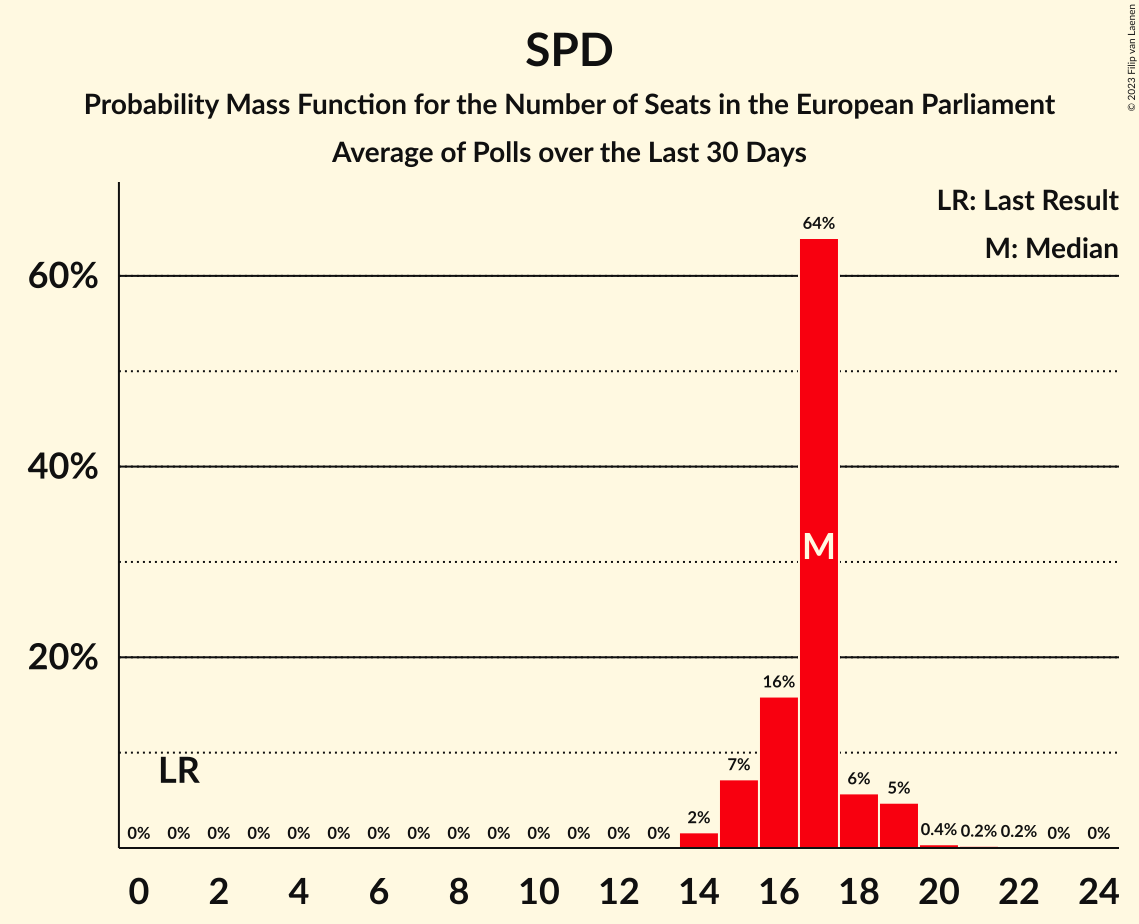 SPD
Probability Mass Function for the Number of Seats in the European Parliament
Average of Polls over the Last 30 Days
© 2023 Filip van Laenen
LR: Last Result
M: Median
60%
40%
20%
64%
M
16%
LR
7%
6%
5%
2%
0% 0% 0% 0% 0% 0% 0% 0% 0% 0% 0% 0% 0% 0% 0.4% 0.2% 0.2% 0% 0%
0 2 4 6 8 10 12 14 16 18 20 22 24